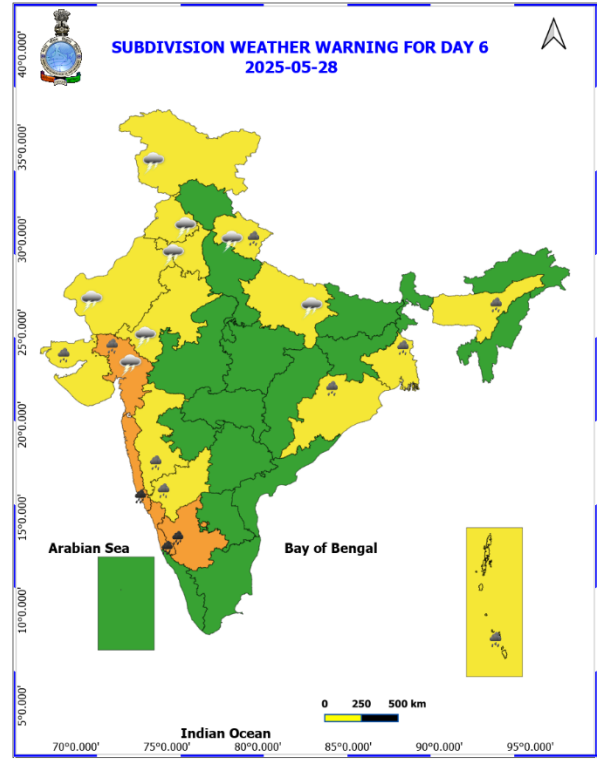 SUBDIVISION WEATHER WARNING FOR DAY 6
2025-05-28
40°0.000'
35°0.000'
30°0.000'
25°0.000'
20°0.000'
15°0.000'
10°0.000'
5°0.000'
Arabian Sea
Bay of Bengal
0 250 500 km
Indian Ocean
70°0.000' 75°0.000' 80°0.000' 85°0.000' 90°0.000' 95°0.000'